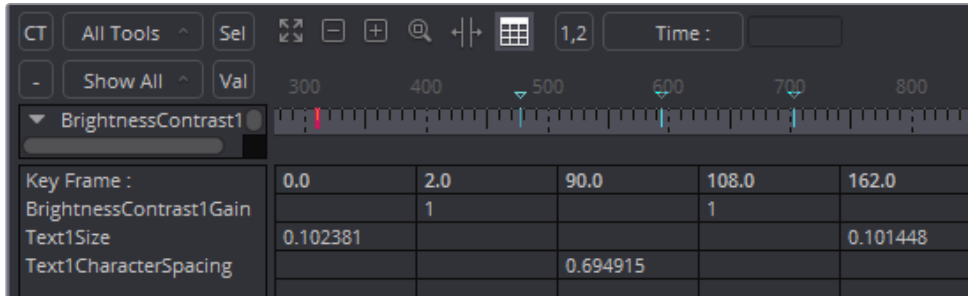 CT All Tools Sel 1,2 Time :
- Show All Val 300 400 500 600 700 800
BrightnessContrast1
Key Frame : 0.0 2.0 90.0 108.0 162.0
BrightnessContrast1Gain 1 1
Text1Size 0.102381 0.101448
Text1CharacterSpacing 0.694915